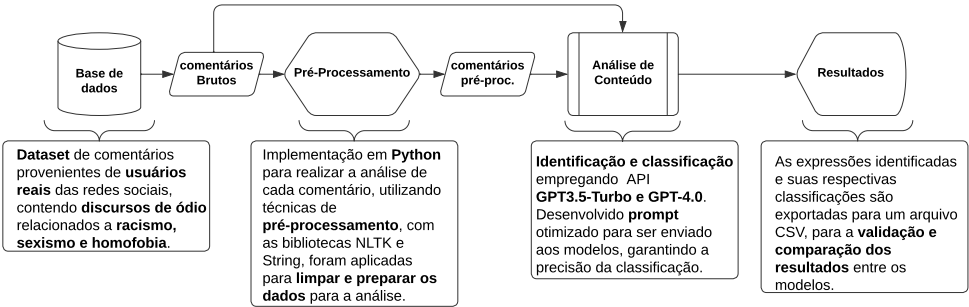 Base de
dados
comentários
Brutos
Pré-Processamento
comentários
pré-proc.
Análise de
Conteúdo
Resultados
Dataset de comentários
provenientes de usuários
reais das redes sociais,
contendo discursos de ódio
relacionados a racismo,
sexismo e homofobia.
Implementação em Python
para realizar a análise de
cada comentário, utilizando
técnicas de
pré-processamento, com
as bibliotecas NLTK e
String, foram aplicadas
para limpar e preparar os
dados para a análise.
Identificação e classificação
empregando API
GPT3.5-Turbo e GPT-4.0.
Desenvolvido prompt
otimizado para ser enviado
aos modelos, garantindo a
precisão da classificação.
As expressões identificadas
e suas respectivas
classificações são
exportadas para um arquivo
CSV, para a validação e
comparação dos
resultados entre os
modelos.